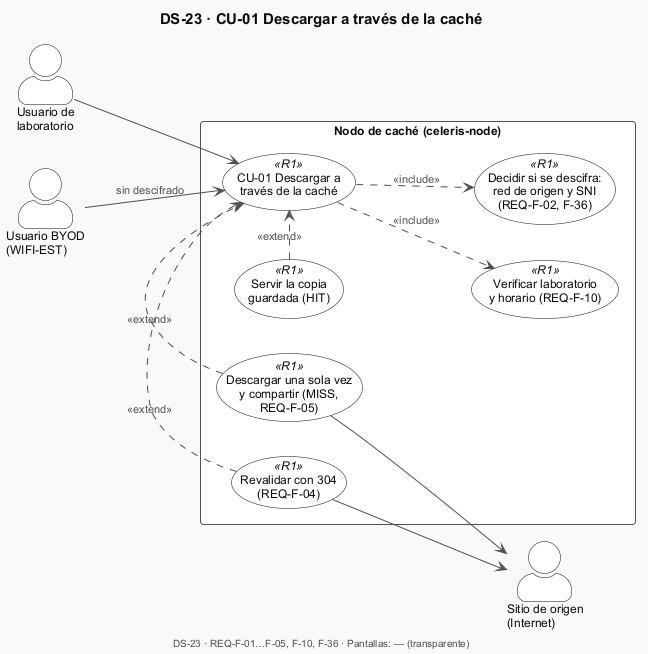 DS-23 · CU-01 Descargar a través de la caché
Usuario de
laboratorio
Nodo de caché (celeris-node)
«R1»
CU-01 Descargar a
través de la caché
«include»
«R1»
Decidir si se descifra:
red de origen y SNI
(REQ-F-02, F-36)
sin descifrado
Usuario BYOD
(WIFI-EST)
«include»
«extend»
«R1»
Servir la copia
guardada (HIT)
«R1»
Verificar laboratorio
y horario (REQ-F-10)
«extend»
«R1»
Descargar una sola vez
y compartir (MISS,
REQ-F-05)
«extend»
«R1»
Revalidar con 304
(REQ-F-04)
Sitio de origen
(Internet)
DS-23 · REQ-F-01…F-05, F-10, F-36 · Pantallas: — (transparente)